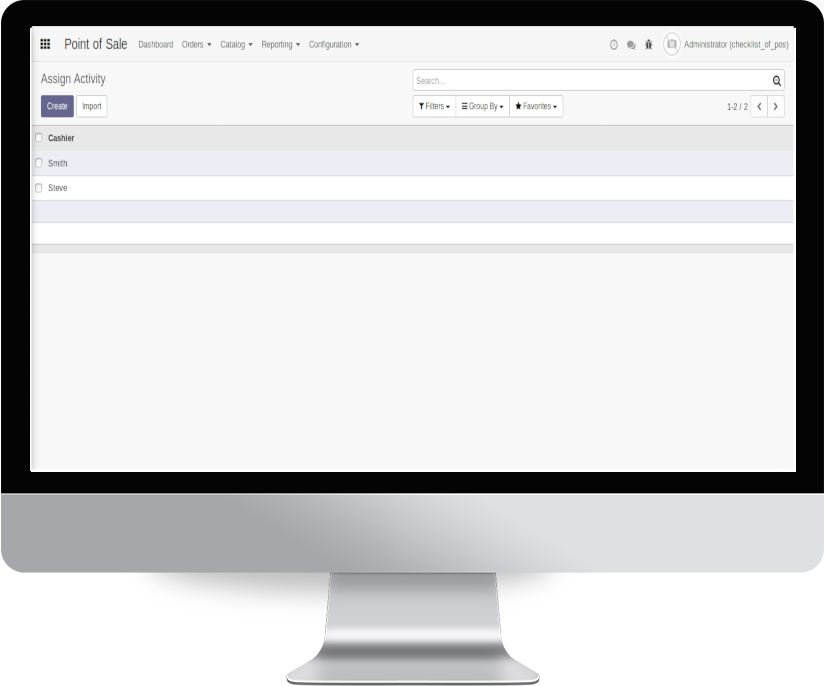 Point of Sale Dashboard Orders Catalog Reporting Configuration Administrator (checklist_of_pos)
Assign Activity Search...
Create Import Filters Group By Favorites 1-2 / 2
Cashier
Smith
Steve